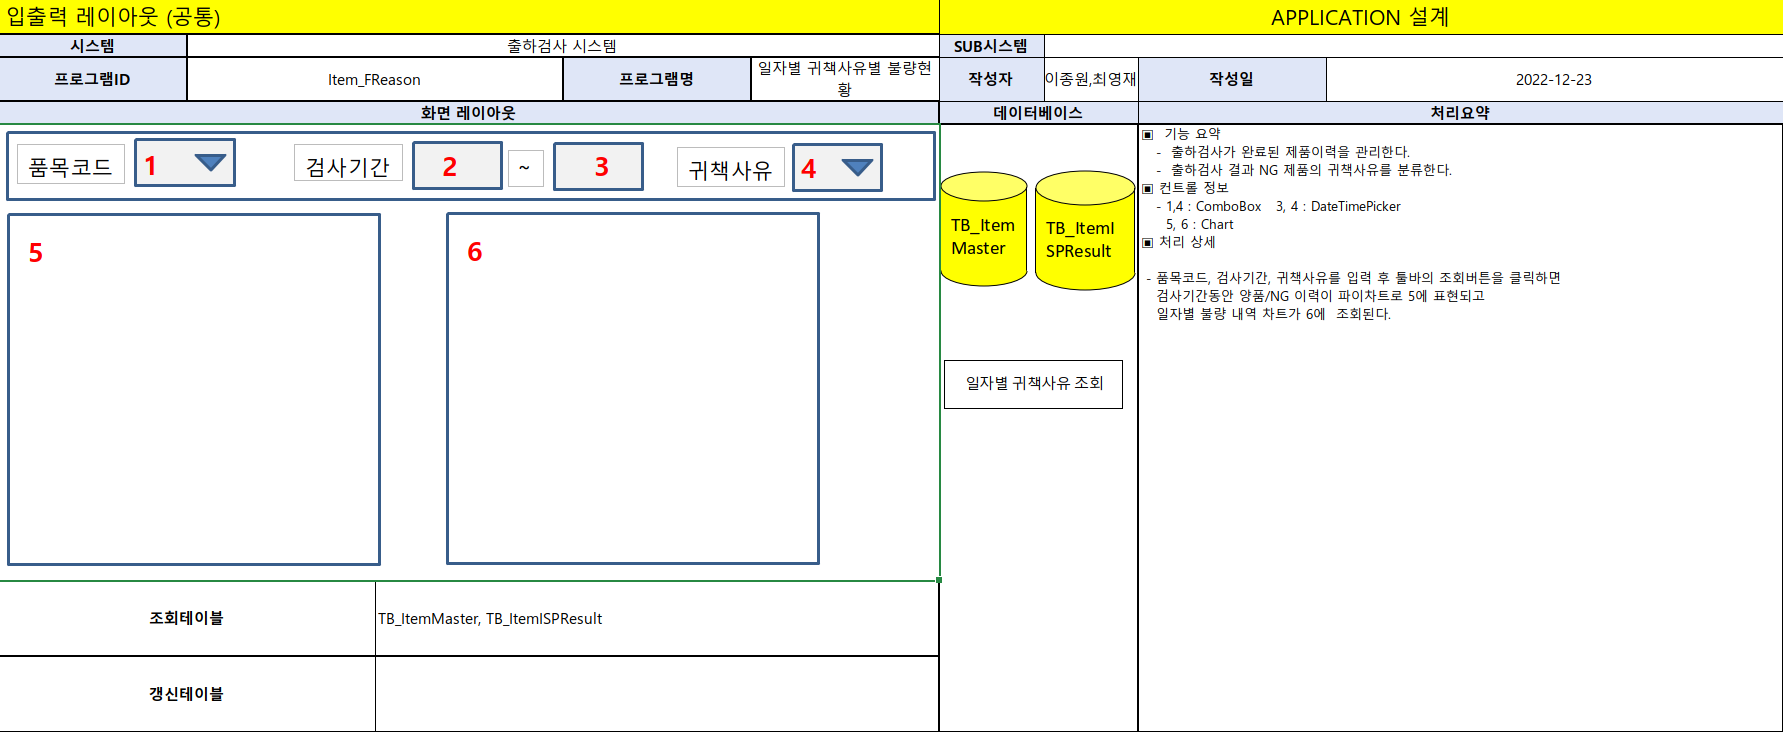 입출력 레이아웃 (공통)
APPLICATION 설계
시스템
출하검사 시스템
SUB시스템
프로그램ID
Item_FReason
프로그램명
일자별 귀책사유별 불량현
황
작성자
이종원,최영재
작성일
2022-12-23
화면 레이아웃
데이터베이스
처리요약
품목코드
1
검사기간
2
~
3
귀책사유
4
5
6
TB_Item
Master
TB_ItemI
SPResult
일자별 귀책사유 조회
▣ 기능 요약
- 출하검사가 완료된 제품이력을 관리한다.
- 출하검사 결과 NG 제품의 귀책사유를 분류한다.
▣ 컨트롤 정보
- 1,4 : ComboBox 3, 4 : DateTimePicker
5, 6 : Chart
▣ 처리 상세
- 품목코드, 검사기간, 귀책사유를 입력 후 툴바의 조회버튼을 클릭하면
검사기간동안 양품/NG 이력이 파이차트로 5에 표현되고
일자별 불량 내역 차트가 6에 조회된다.
조회테이블
TB_ItemMaster, TB_ItemISPResult
갱신테이블